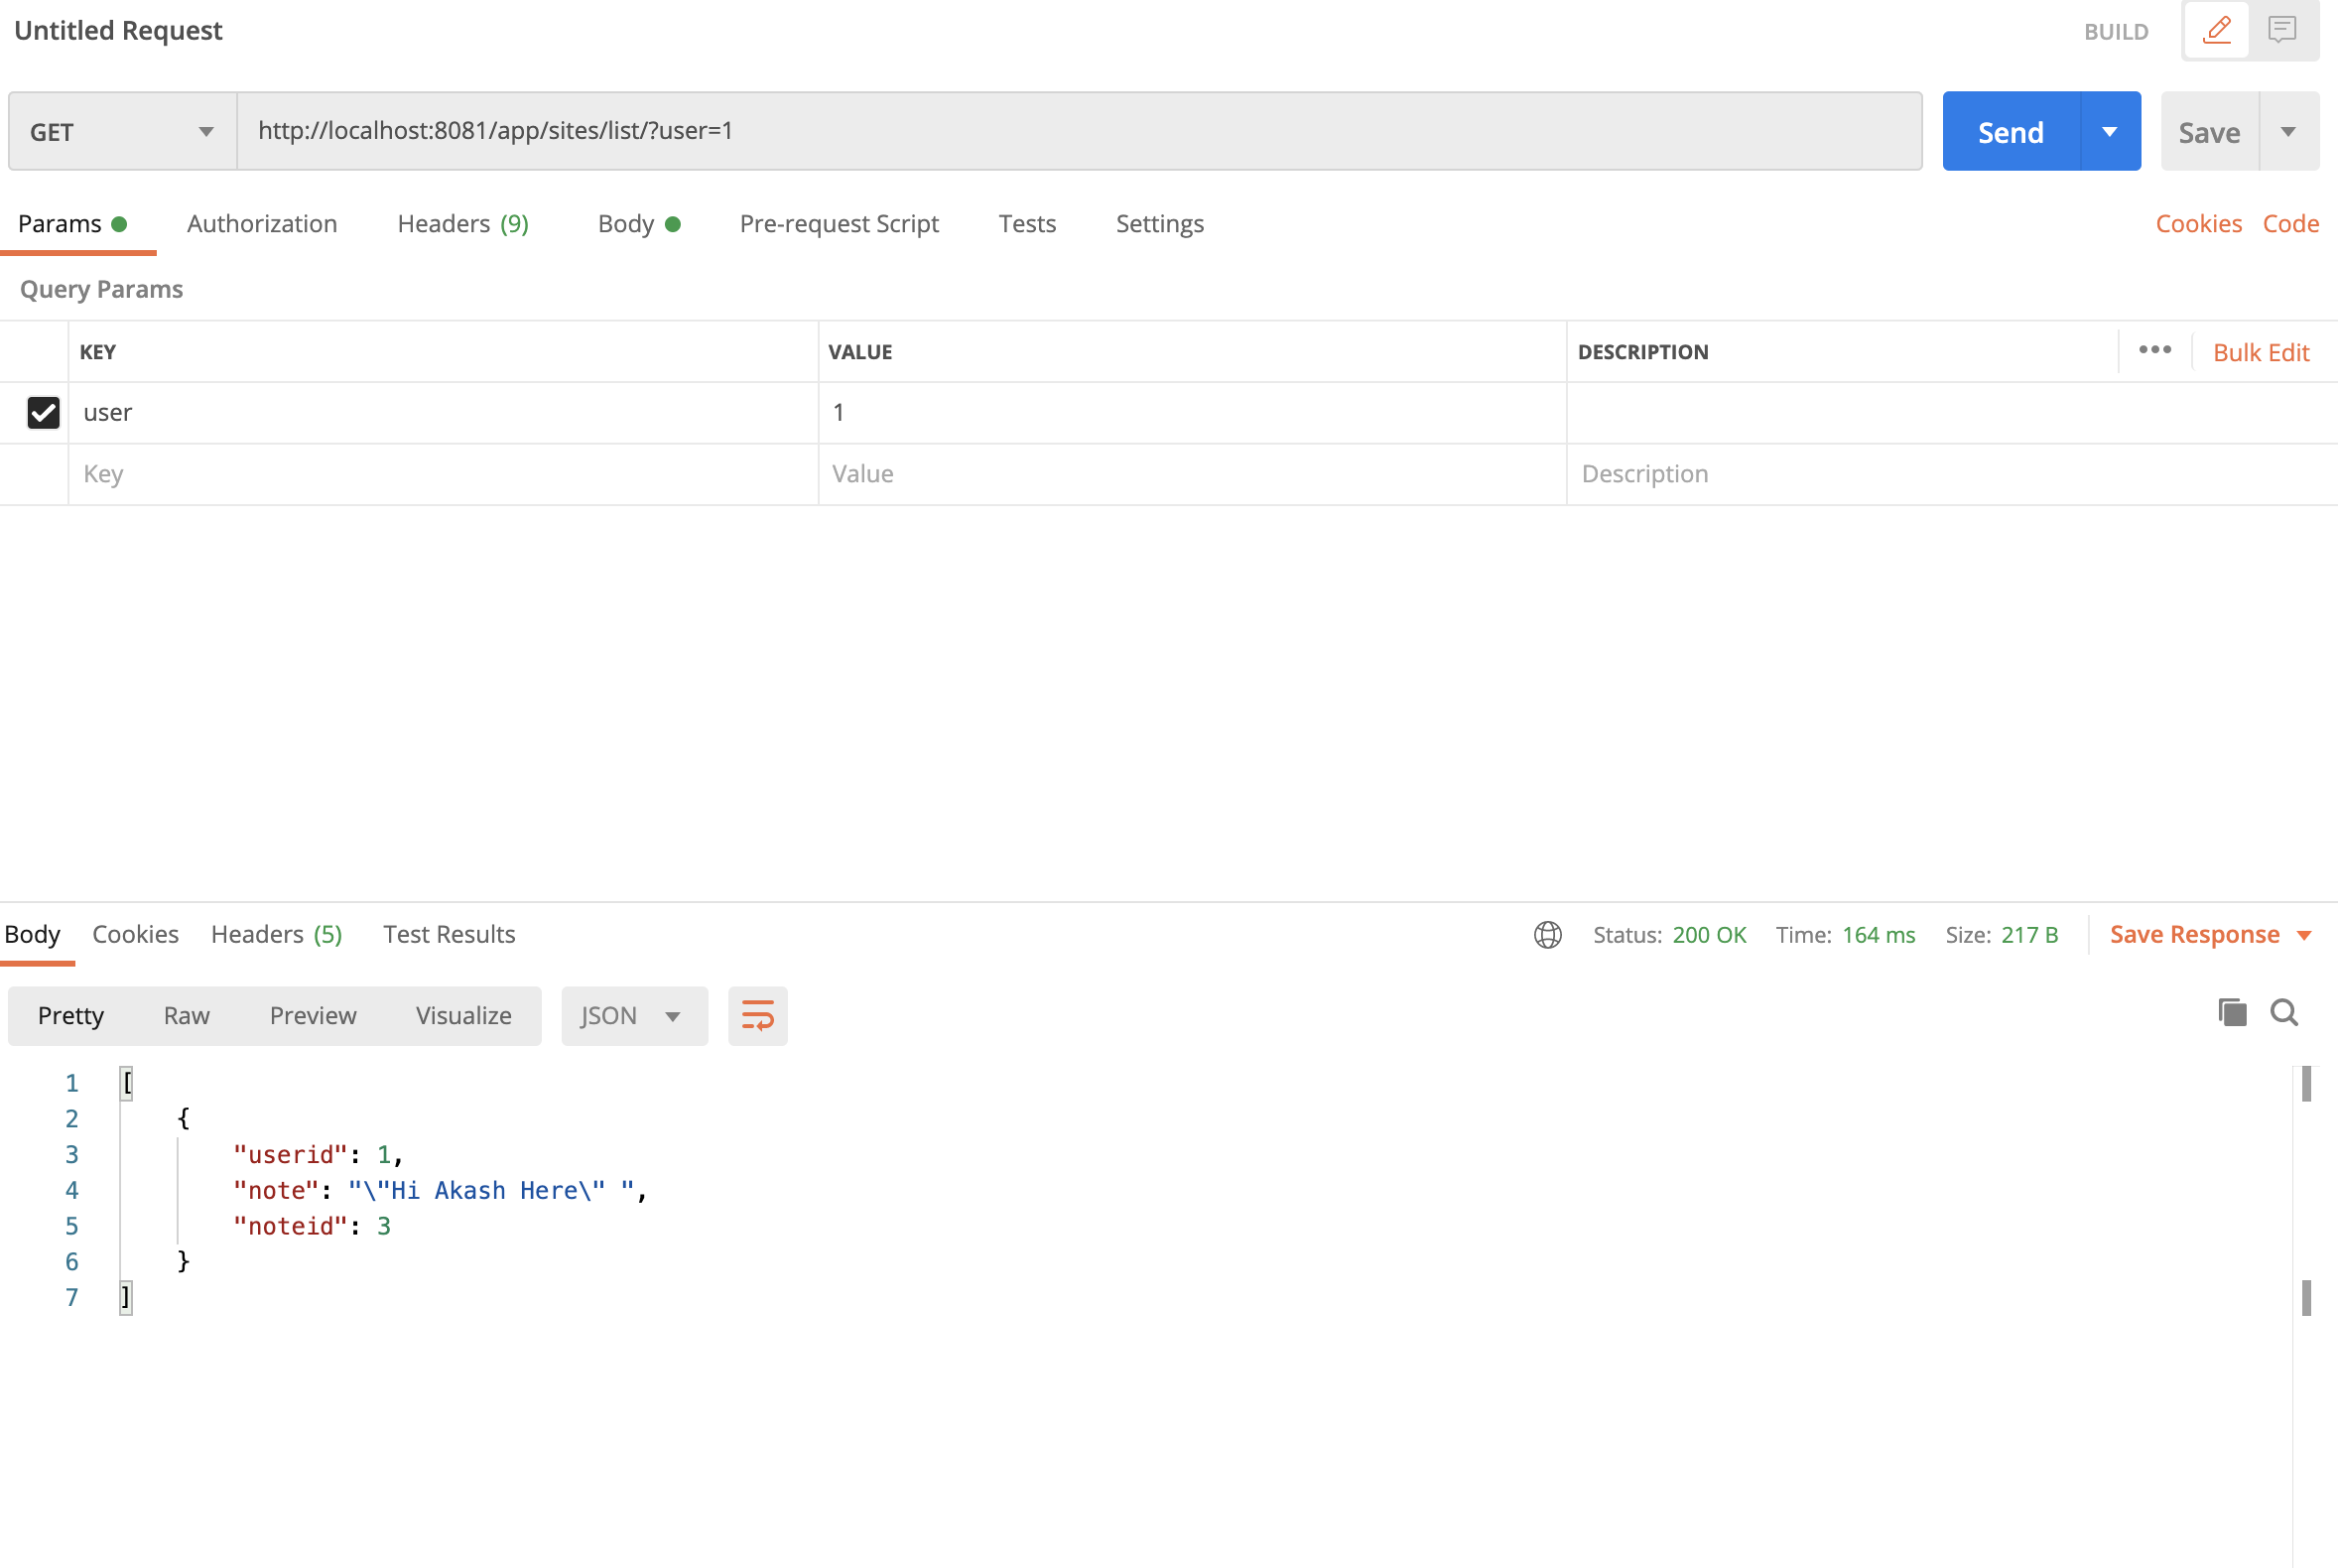 Untitled Request
BUILD
GET
http://localhost:8081/app/sites/list/?user=1
Send
Save
Params
Authorization
Headers (9)
Body
Pre-request Script
Tests
Settings
Cookies
Code
Query Params
KEY
VALUE
DESCRIPTION
Bulk Edit
user
1
Key
Value
Description
Body
Cookies
Headers (5)
Test Results
Status: 200 OK
Time: 164 ms
Size: 217 B
Save Response
Pretty
Raw
Preview
Visualize
JSON
1 [
2 {
3 "userid": 1,
4 "note": "\"Hi Akash Here\" ",
5 "noteid": 3
6 }
7 ]